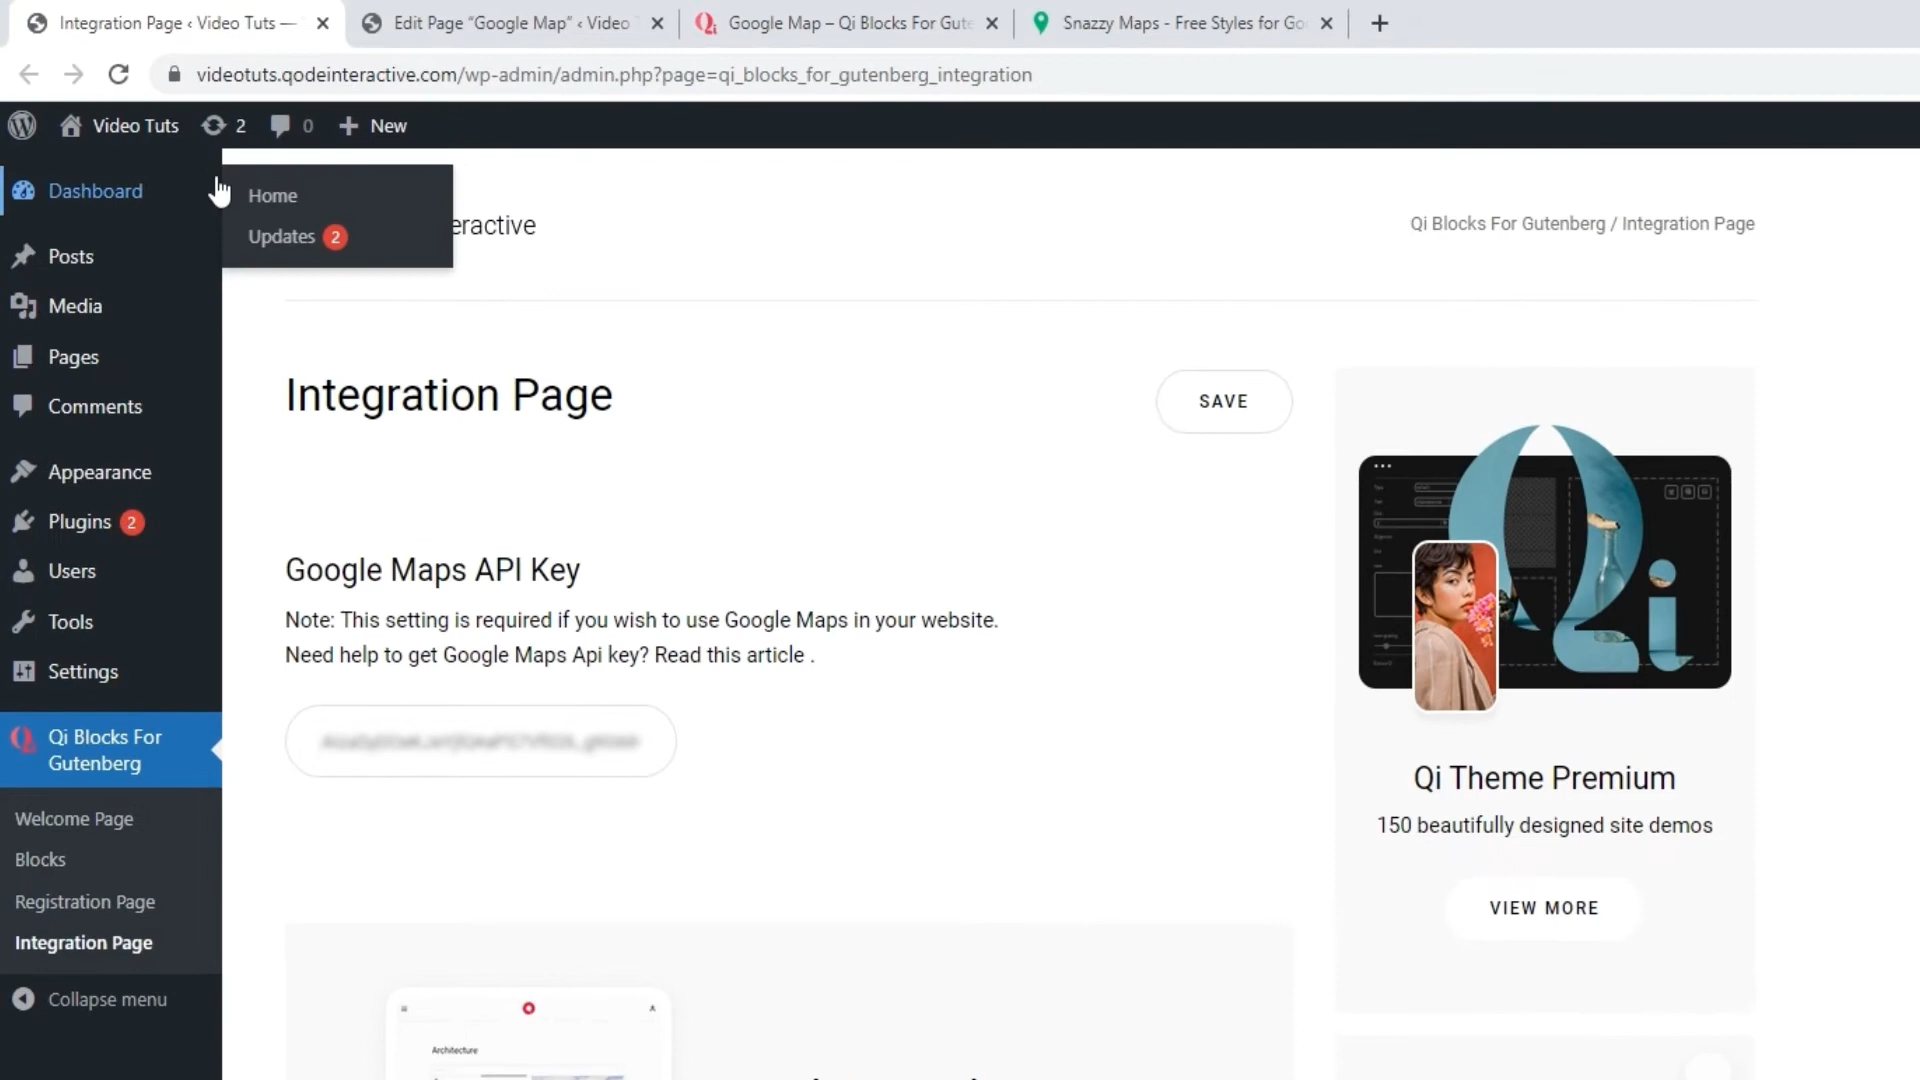 Integration Page ‹ Video Tuts —
Edit Page “Google Map” ‹ Video
Google Map – Qi Blocks For Gute
Snazzy Maps - Free Styles for Go
videotuts.qodeinteractive.com/wp-admin/admin.php?page=qi_blocks_for_gutenberg_integration
Video Tuts
2
0
New
Dashboard
Home
Updates 2
eractive
Qi Blocks For Gutenberg / Integration Page
Posts
Media
Pages
Comments
Appearance
Plugins 2
Users
Tools
Settings
Qi Blocks For
Gutenberg
Welcome Page
Blocks
Registration Page
Integration Page
Collapse menu
Integration Page
SAVE
Google Maps API Key
Note: This setting is required if you wish to use Google Maps in your website.
Need help to get Google Maps Api key? Read this article .
Architecture
Qi
Qi Theme Premium
150 beautifully designed site demos
VIEW MORE